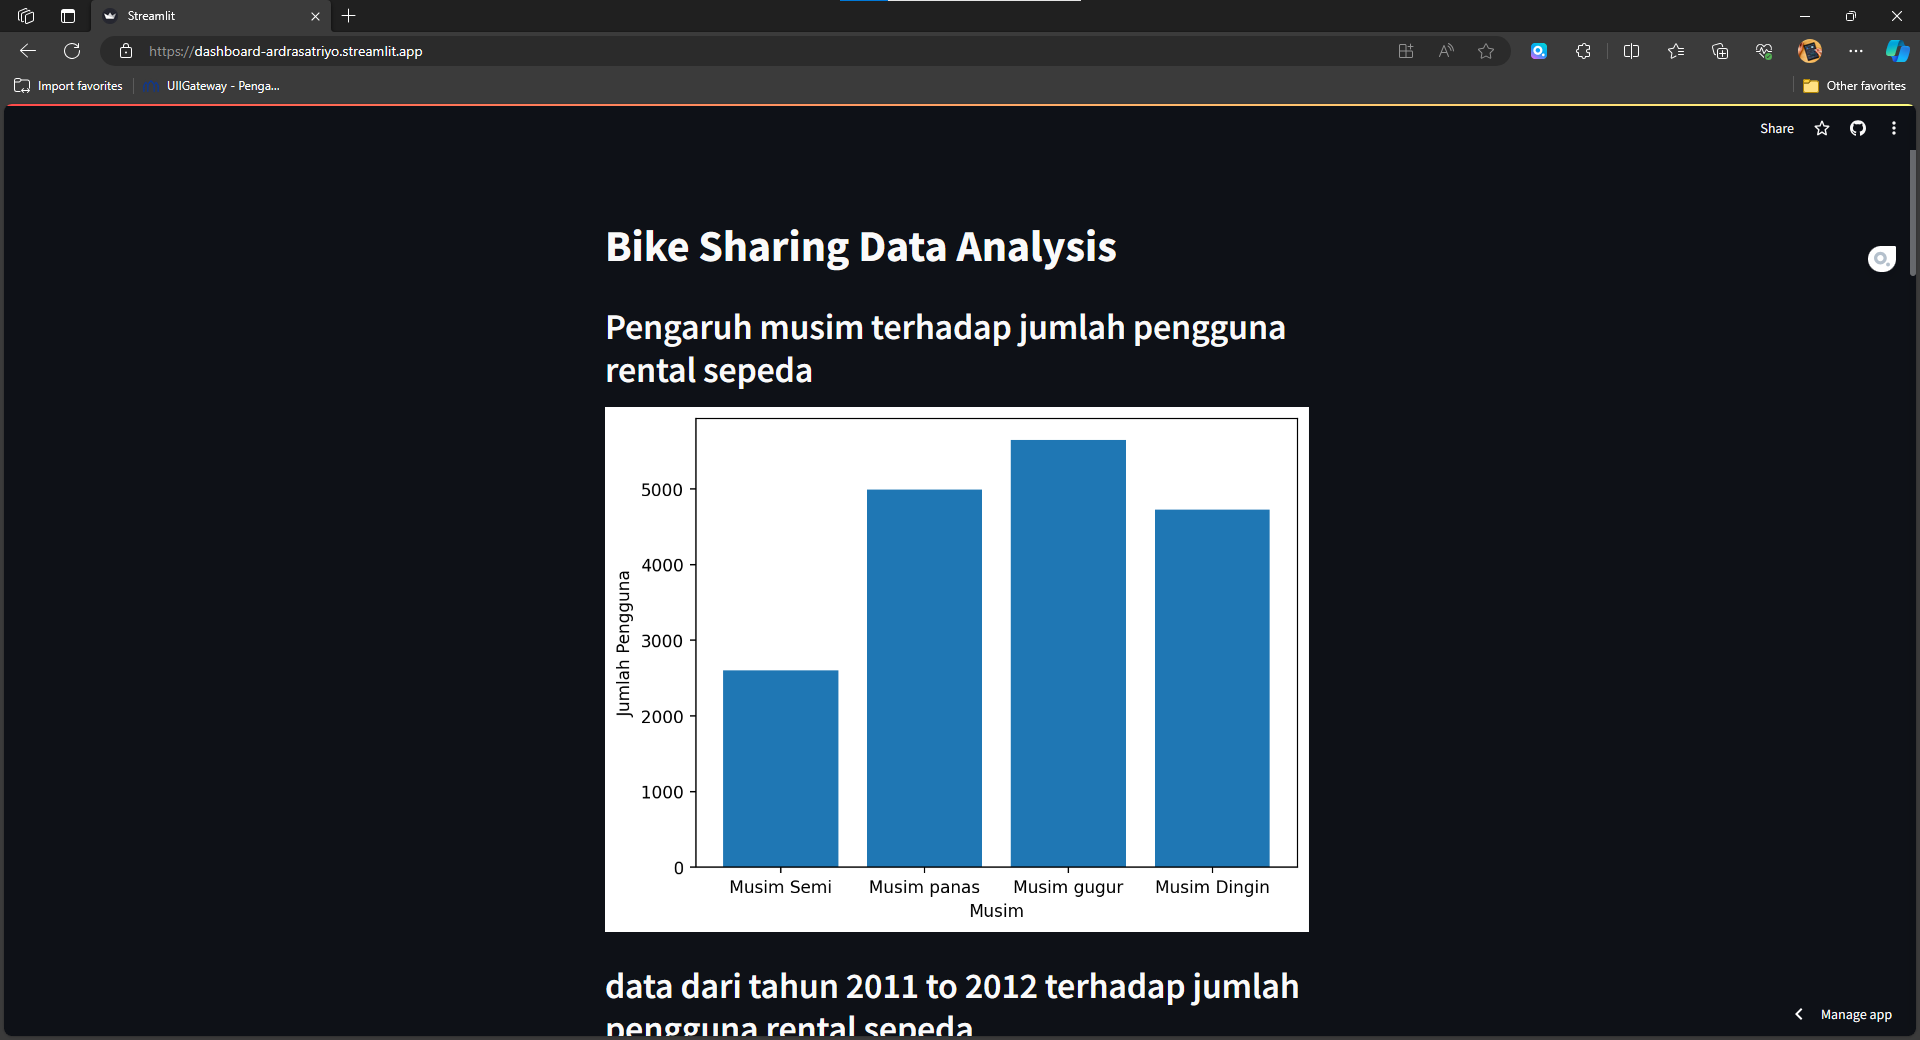 Streamlit
https://dashboard-ardrasatriyo.streamlit.app
Import favorites
UIIGateway - Penga...
Other favorites
Share
Bike Sharing Data Analysis
Pengaruh musim terhadap jumlah pengguna
rental sepeda
5000
4000
3000
2000
1000
0
Jumlah Pengguna
Musim Semi
Musim panas
Musim gugur
Musim Dingin
Musim
data dari tahun 2011 to 2012 terhadap jumlah
pengguna rental sepeda
Manage app